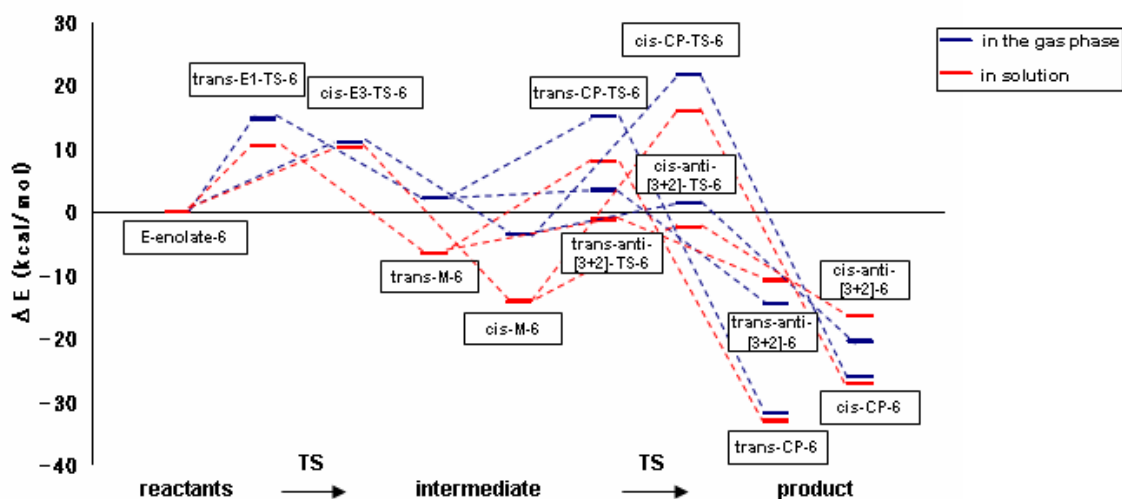 30
20
10
0
−10
−20
−30
−40
ΔE (kcal/mol)
cis-CP-TS-6
in the gas phase
in solution
trans-E1-TS-6
cis-E3-TS-6
trans-CP-TS-6
cis-anti-
[3+2]-TS-6
E-enolate-6
trans-anti-
[3+2]-TS-6
trans-M-6
cis-anti-
[3+2]-6
cis-M-6
trans-anti-
[3+2]-6
cis-CP-6
trans-CP-6
TS
TS
reactants
intermediate
product